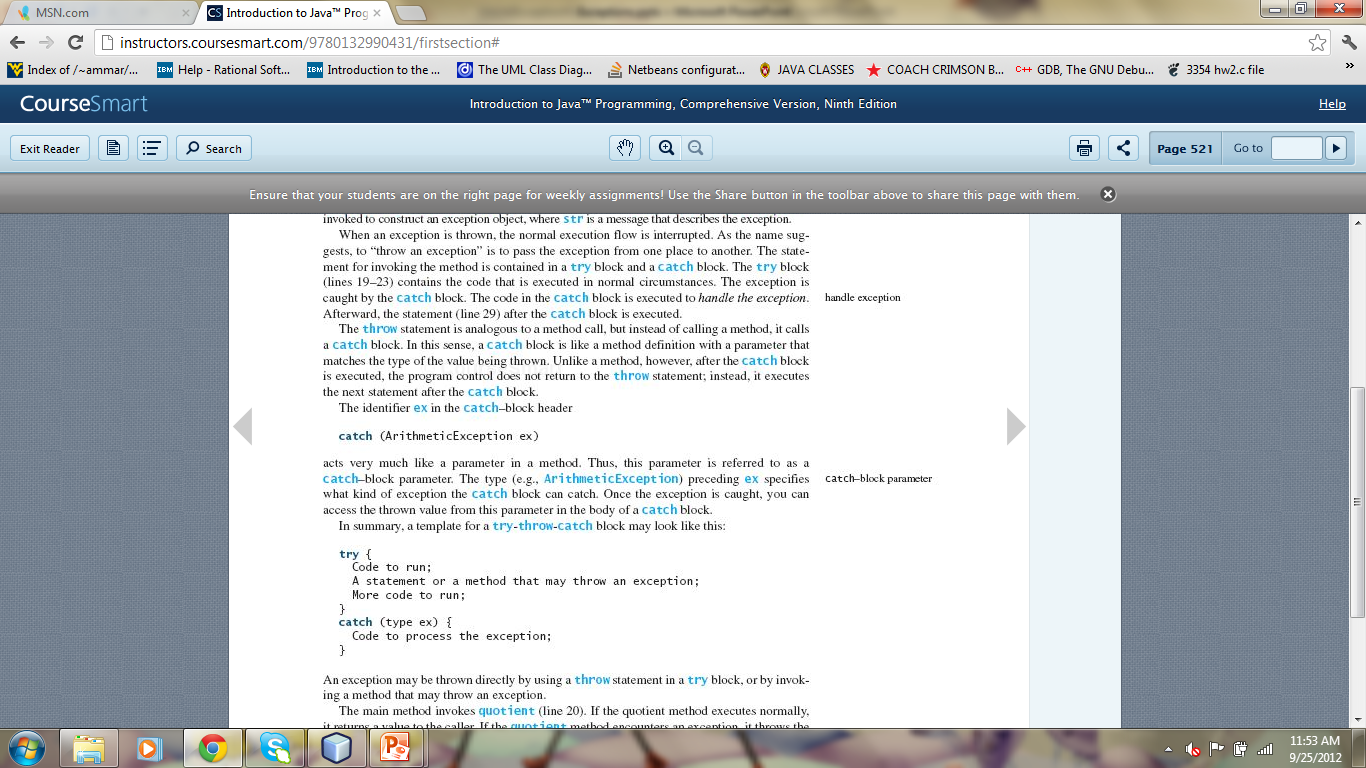 MSN.com
CS Introduction to Java™ Prog
instructors.coursesmart.com/9780132990431/firstsection#
Index of /~ammar/... IBM Help - Rational Soft... IBM Introduction to the ... The UML Class Diag... Netbeans configurat... JAVA CLASSES COACH CRIMSON B... C++ GDB, The GNU Debu... 3354 hw2.c file »
CourseSmart Introduction to Java™ Programming, Comprehensive Version, Ninth Edition Help
Exit Reader Search Page 521 Go to
Ensure that your students are on the right page for weekly assignments! Use the Share button in the toolbar above to share this page with them.
invoked to construct an exception object, where str is a message that describes the exception.
When an exception is thrown, the normal execution flow is interrupted. As the name sug-
gests, to “throw an exception” is to pass the exception from one place to another. The state-
ment for invoking the method is contained in a try block and a catch block. The try block
(lines 19–23) contains the code that is executed in normal circumstances. The exception is
caught by the catch block. The code in the catch block is executed to handle the exception.
handle exception
Afterward, the statement (line 29) after the catch block is executed.
The throw statement is analogous to a method call, but instead of calling a method, it calls
a catch block. In this sense, a catch block is like a method definition with a parameter that
matches the type of the value being thrown. Unlike a method, however, after the catch block
is executed, the program control does not return to the throw statement; instead, it executes
the next statement after the catch block.
The identifier ex in the catch–block header
catch (ArithmeticException ex)
acts very much like a parameter in a method. Thus, this parameter is referred to as a
catch–block parameter. The type (e.g., ArithmeticException) preceding ex specifies
catch–block parameter
what kind of exception the catch block can catch. Once the exception is caught, you can
access the thrown value from this parameter in the body of a catch block.
In summary, a template for a try-throw-catch block may look like this:
try {
Code to run;
A statement or a method that may throw an exception;
More code to run;
}
catch (type ex) {
Code to process the exception;
}
An exception may be thrown directly by using a throw statement in a try block, or by invok-
ing a method that may throw an exception.
The main method invokes quotient (line 20). If the quotient method executes normally,
it returns a value to the caller. If the quotient method encounters an exception, it throws the
11:53 AM
9/25/2012